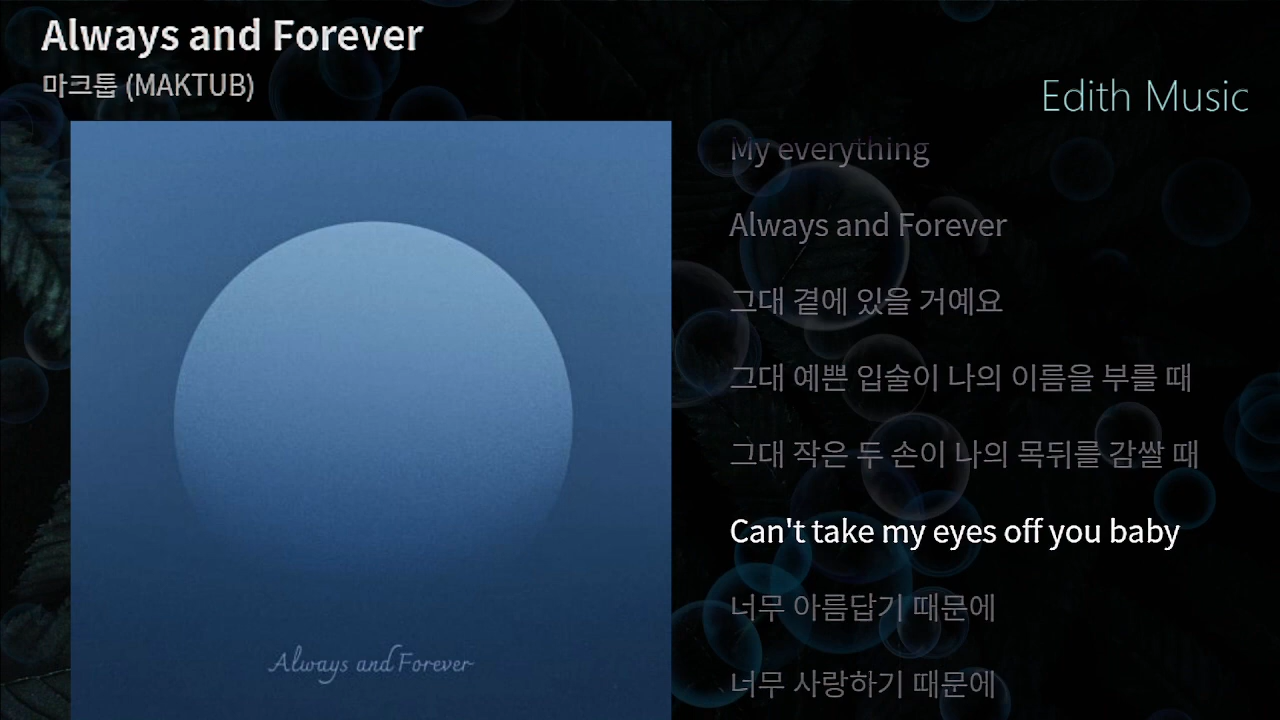 Always and Forever
마크툽 (MAKTUB)
Edith Music
My everything
Always and Forever
그대 곁에 있을 거예요
그대 예쁜 입술이 나의 이름을 부를 때
그대 작은 두 손이 나의 목뒤를 감쌀 때
Can't take my eyes off you baby
너무 아름답기 때문에
너무 사랑하기 때문에
Always and Forever